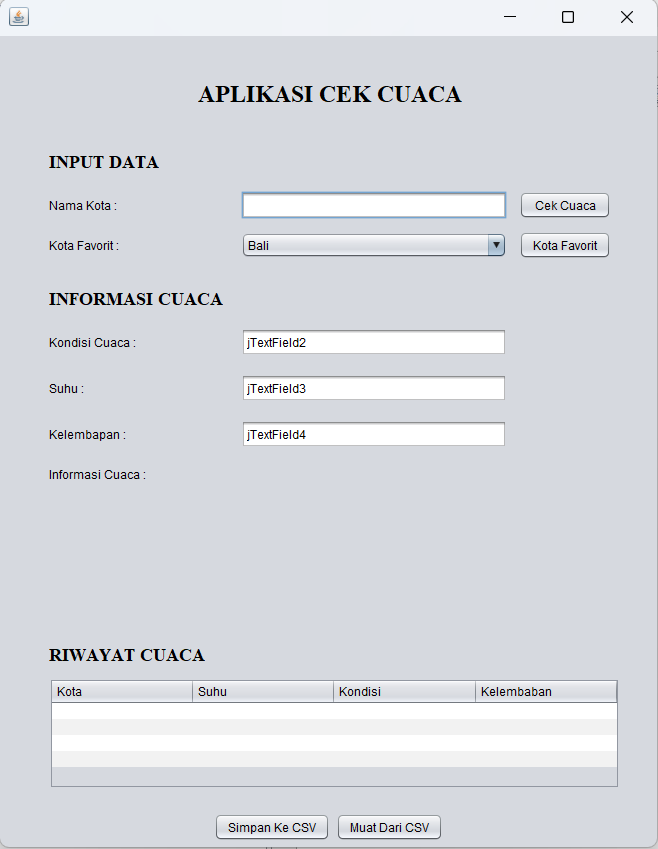 APLIKASI CEK CUACA
INPUT DATA
Nama Kota : Cek Cuaca
Kota Favorit : Bali Kota Favorit
INFORMASI CUACA
Kondisi Cuaca : jTextField2
Suhu : jTextField3
Kelembapan : jTextField4
Informasi Cuaca :
RIWAYAT CUACA
Kota Suhu Kondisi Kelembaban
Simpan Ke CSV Muat Dari CSV